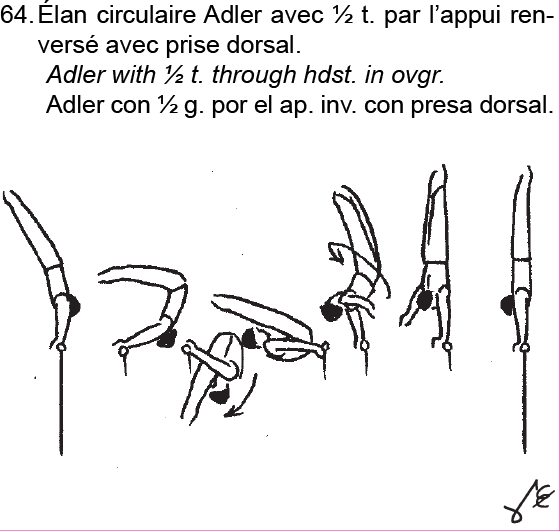 64. Élan circulaire Adler avec ½ t. par l’appui ren-
versé avec prise dorsal.
Adler with ½ t. through hdst. in ovgr.
Adler con ½ g. por el ap. inv. con presa dorsal.